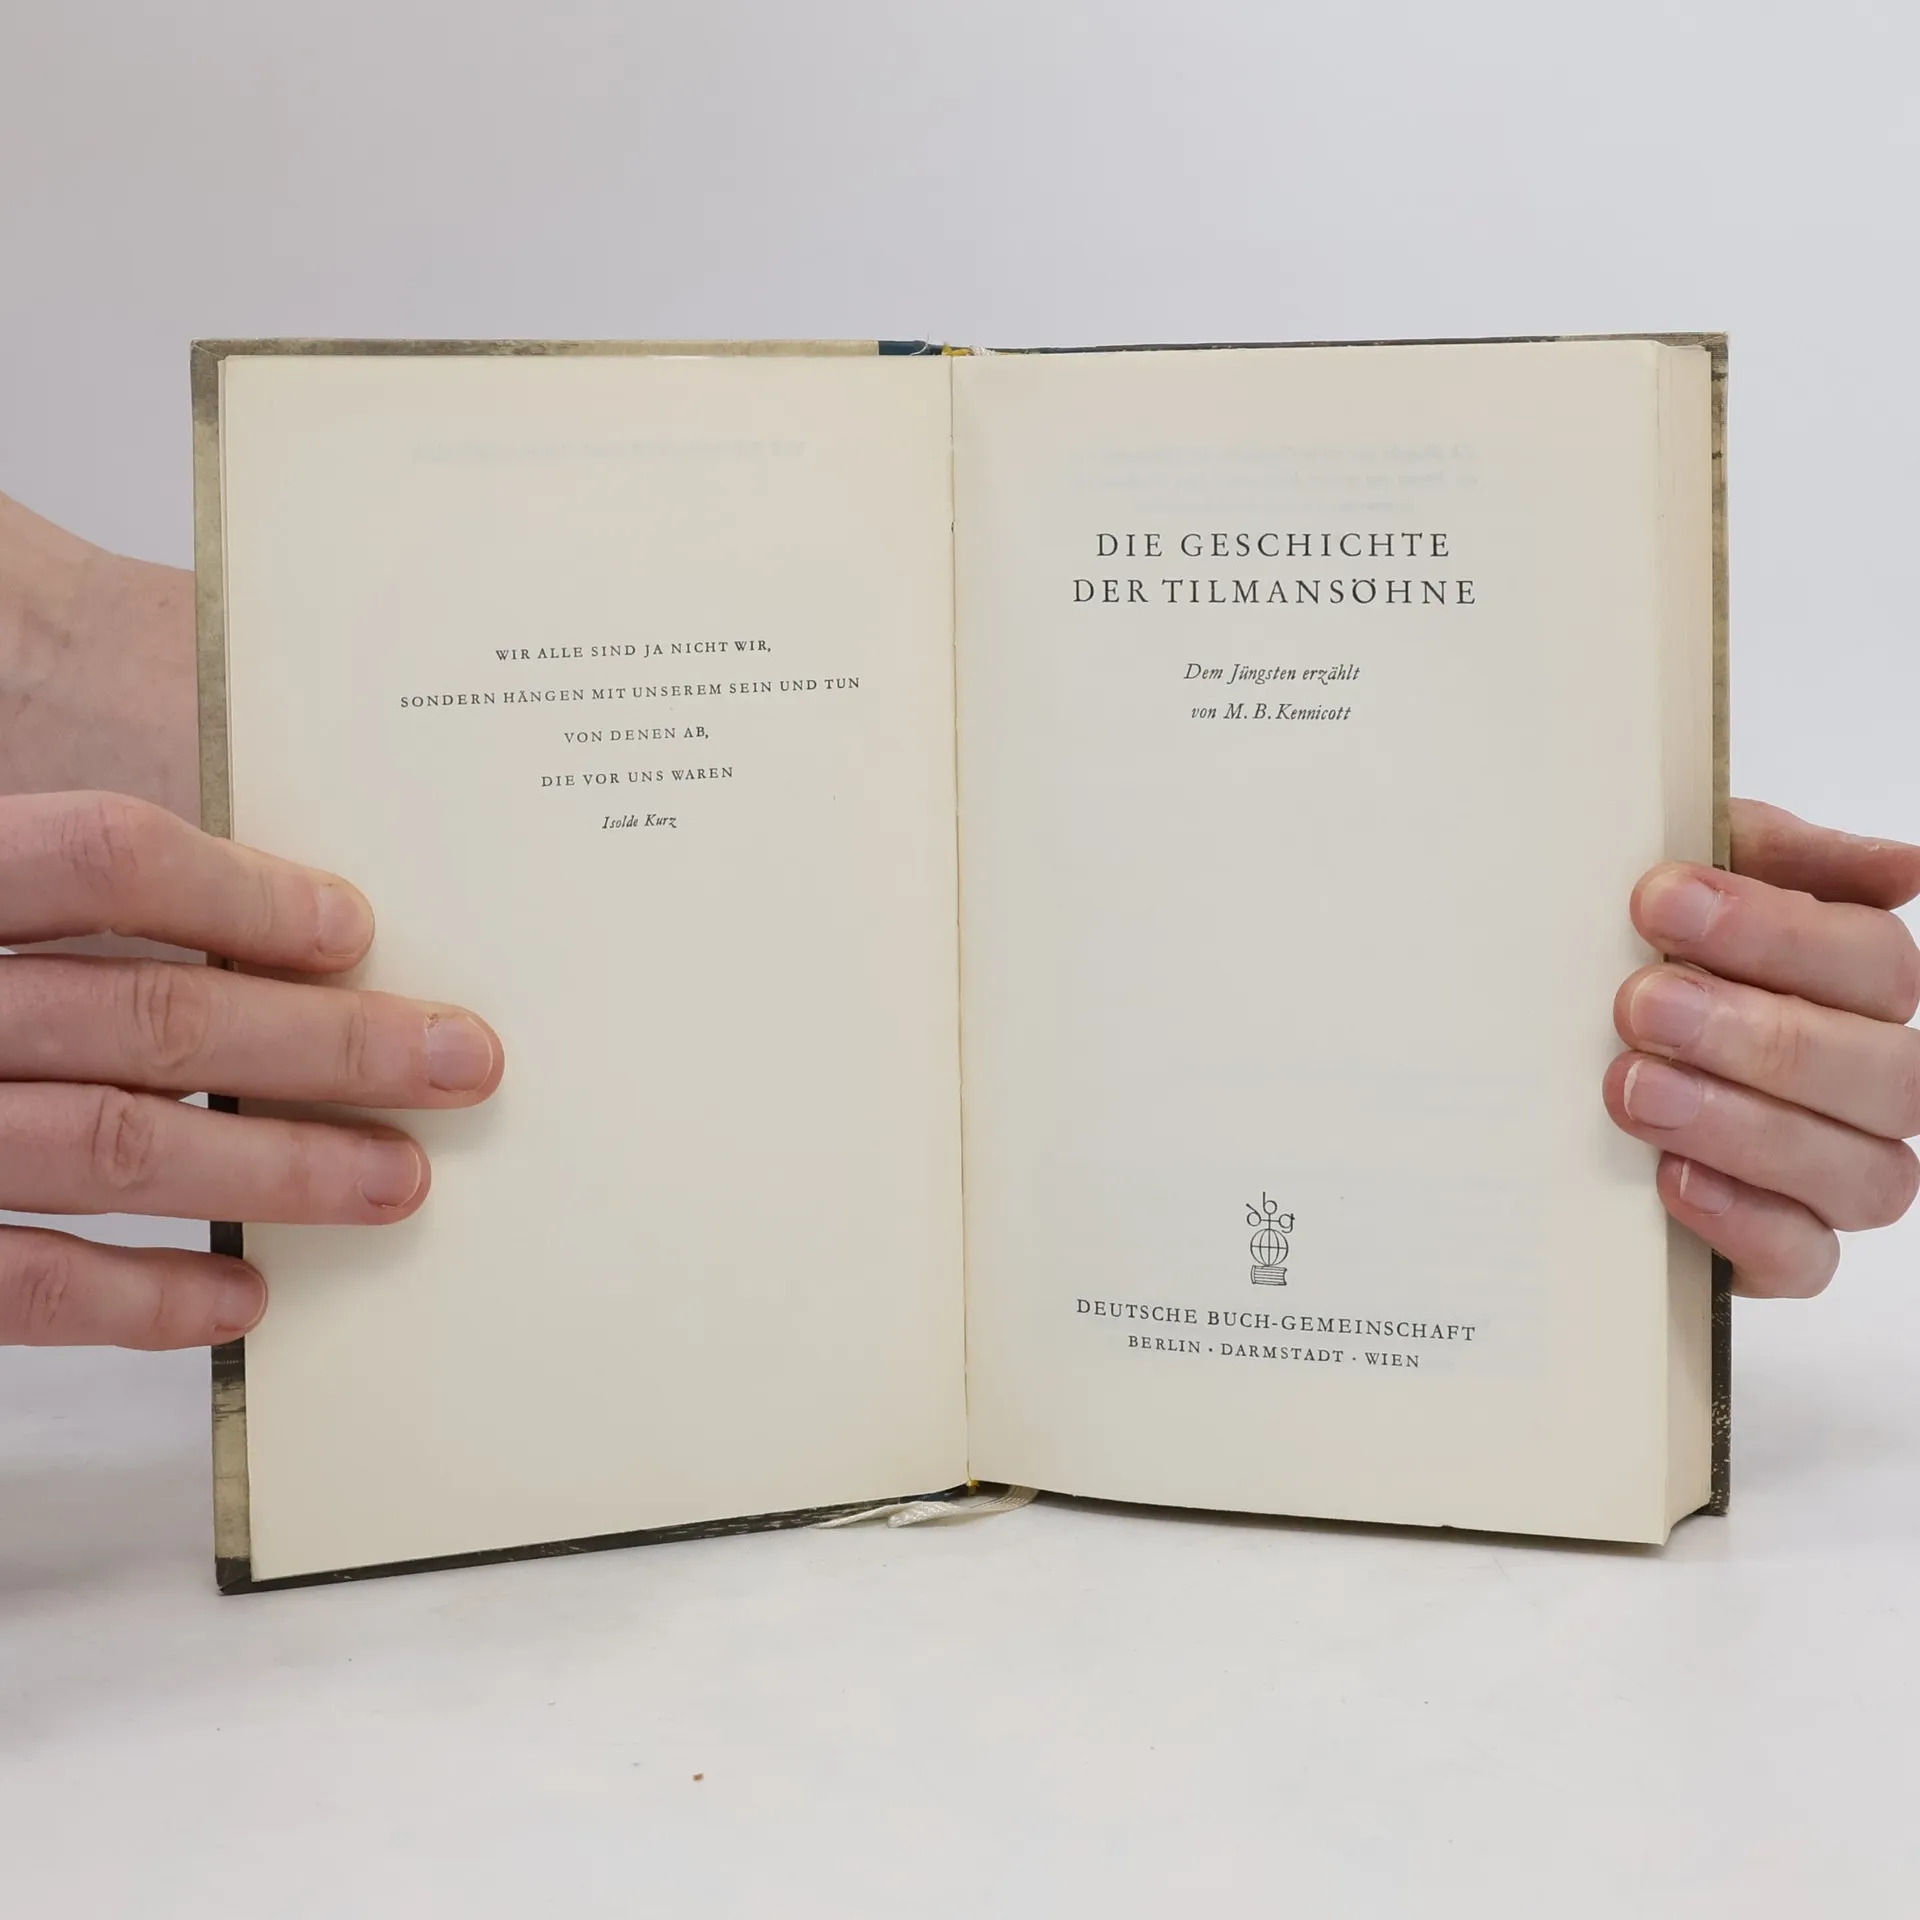 WIR ALLE SIND JA NICHT WIR,
SONDERN HÄNGEN MIT UNSEREM SEIN UND TUN
VON DENEN AB,
DIE VOR UNS WAREN
Isolde Kurz
DIE GESCHICHTE
DER TILMANSÖHNE
Dem Jüngsten erzählt
von M. B. Kennicott
dbg
DEUTSCHE BUCH-GEMEINSCHAFT
BERLIN · DARMSTADT · WIEN